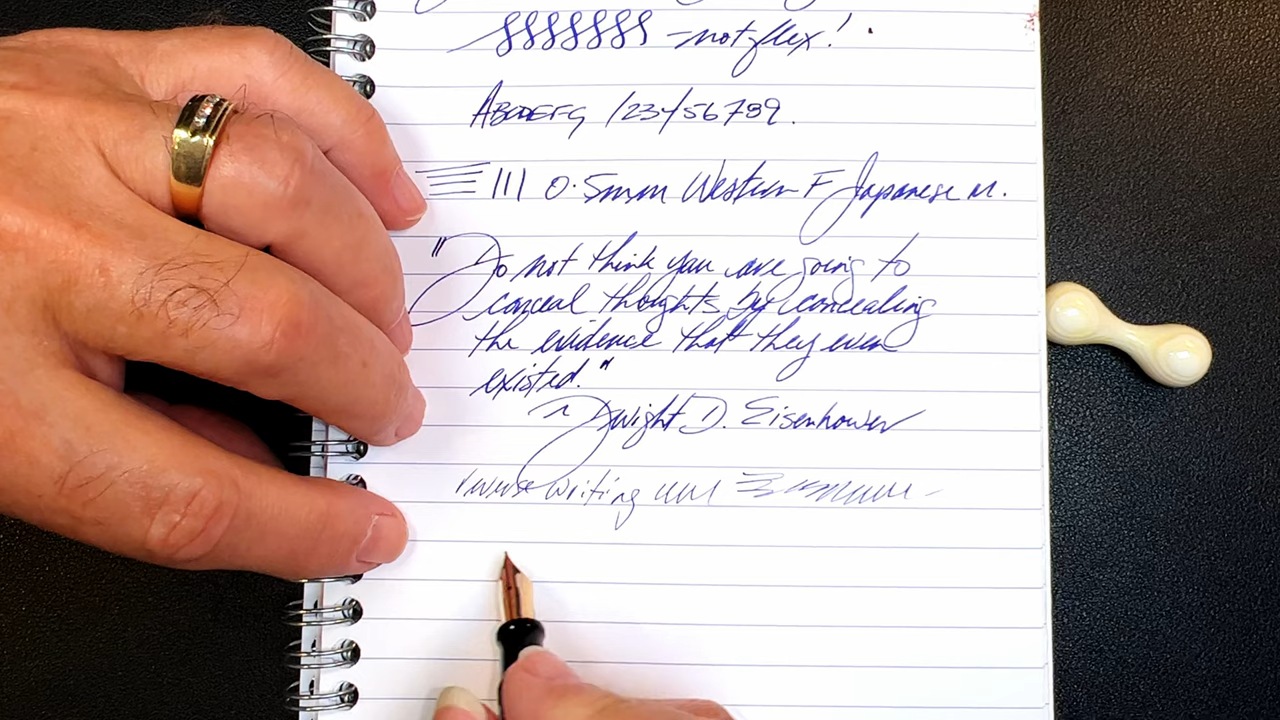 - not flex!
ABCDEFG 123456789.
0.5mm Western F Japanese M.
"Do not think you are going to
conceal thoughts by concealing
the evidence that they ever
existed."
~ Dwight D. Eisenhower
reverse writing